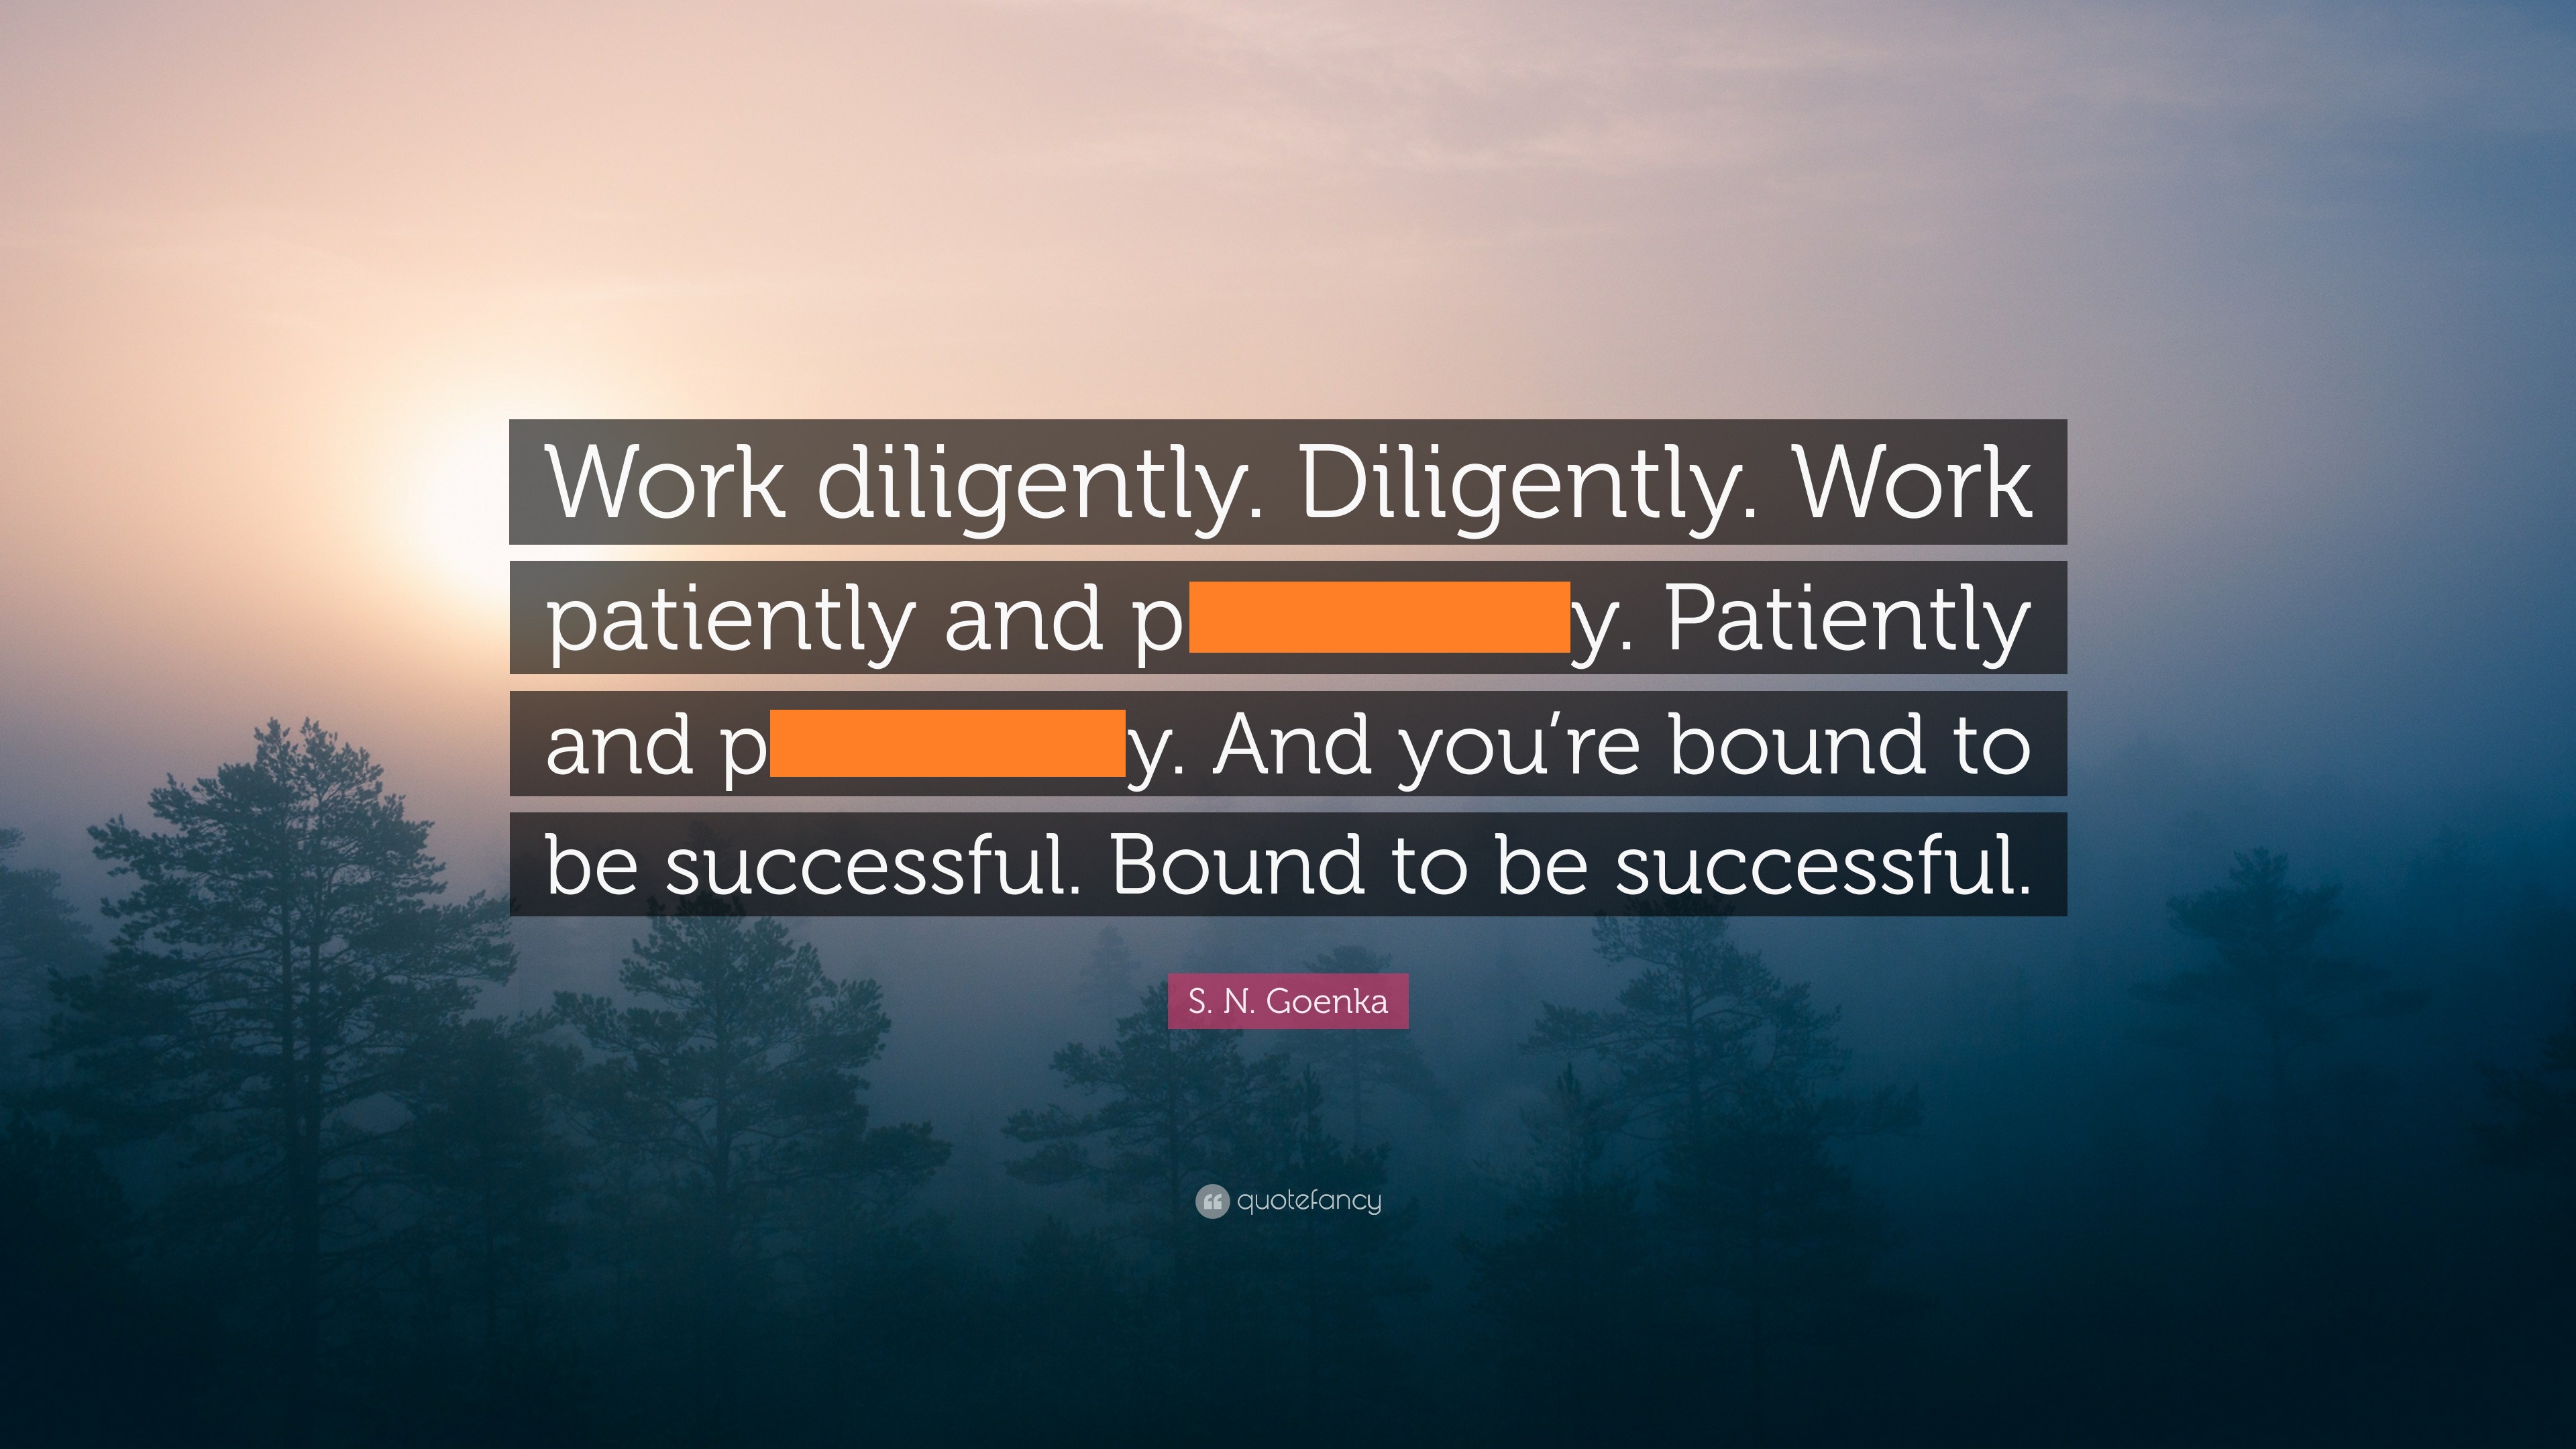 Work diligently. Diligently. Work
patiently and p y. Patiently
and p y. And you're bound to
be successful. Bound to be successful.
S. N. Goenka
quotefancy